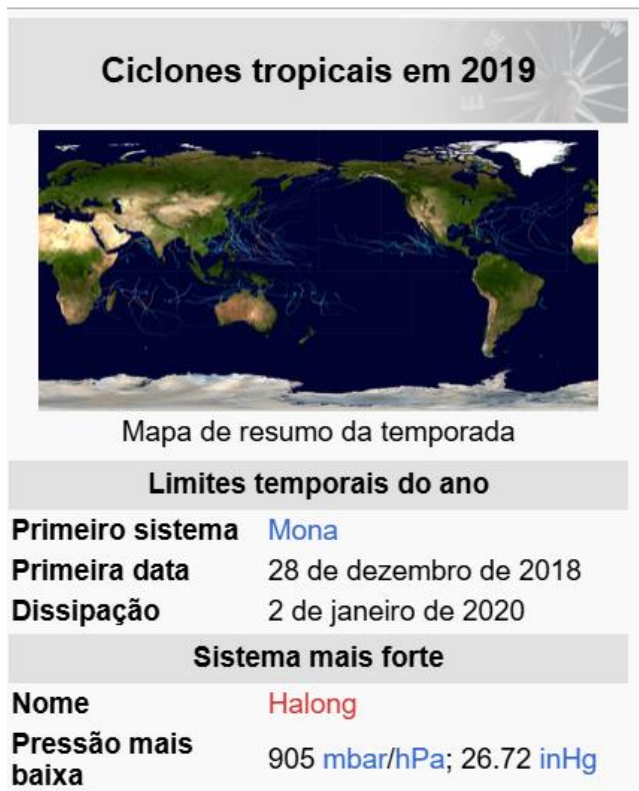 Ciclones tropicais em 2019
Mapa de resumo da temporada
Limites temporais do ano
Primeiro sistema Mona
Primeira data 28 de dezembro de 2018
Dissipação 2 de janeiro de 2020
Sistema mais forte
Nome Halong
Pressão mais
baixa 905 mbar/hPa; 26.72 inHg